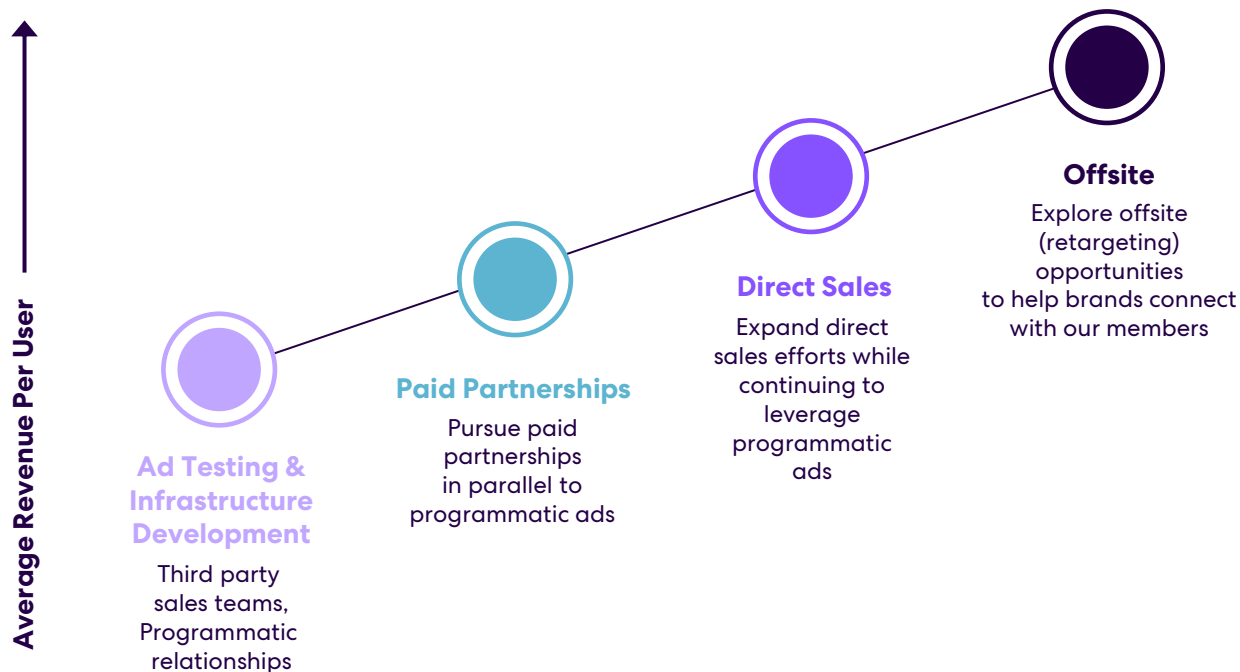 Average Revenue Per User
Ad Testing &
Infrastructure
Development
Third party
sales teams,
Programmatic
relationships
Paid Partnerships
Pursue paid
partnerships
in parallel to
programmatic ads
Direct Sales
Expand direct
sales efforts while
continuing to
leverage
programmatic
ads
Offsite
Explore offsite
(retargeting)
opportunities
to help brands connect
with our members